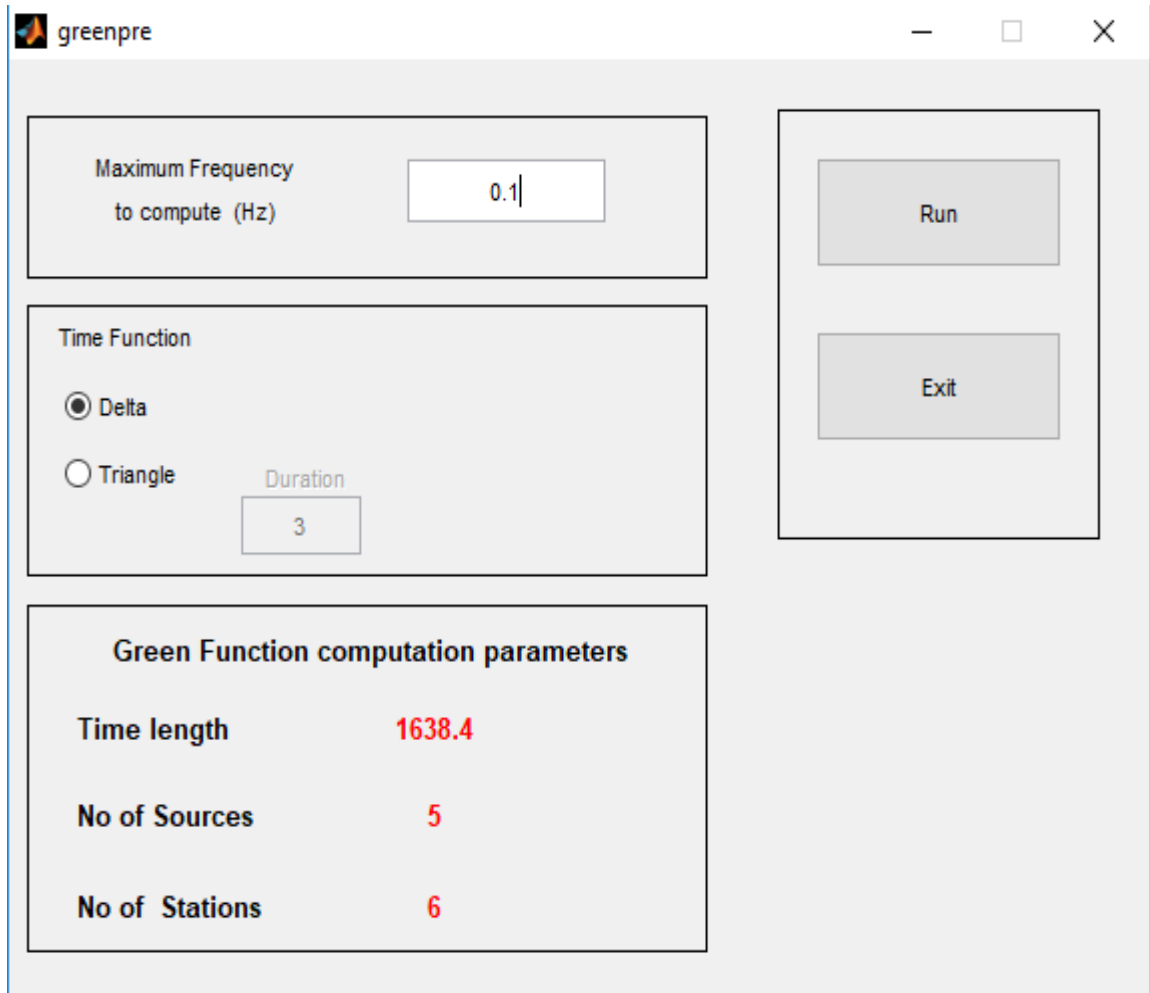 greenpre
Maximum Frequency
to compute (Hz)
0.1
Run
Time Function
Delta
Exit
Triangle
Duration
3
Green Function computation parameters
Time length 1638.4
No of Sources 5
No of Stations 6